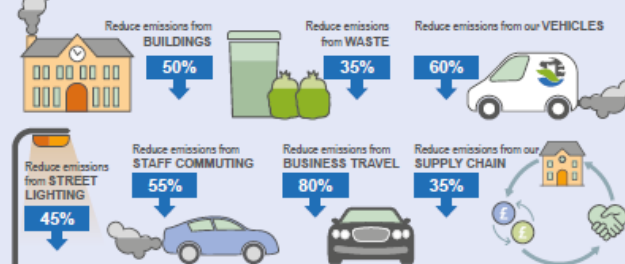 Reduce emissions from
BUILDINGS
50%
Reduce emissions
from WASTE
35%
Reduce emissions from our VEHICLES
60%
Reduce emissions
from STREET
LIGHTING
45%
Reduce emissions from
STAFF COMMUTING
55%
Reduce emissions from
BUSINESS TRAVEL
80%
Reduce emissions from our
SUPPLY CHAIN
35%
£
£